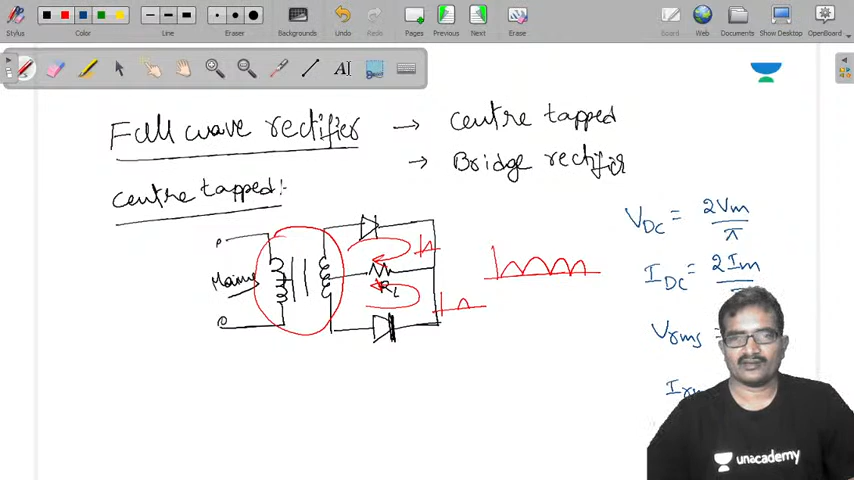 Stylus
Color
Line
Eraser
Backgrounds
Undo
Redo
Pages
Previous
Next
Erase
Board
Web
Documents
Show Desktop
OpenBoard
Full wave rectifier → centre tapped
→ Bridge rectifier
centre tapped:-
Mains
RL
VDC = 2Vm/π
IDC = 2Im
Vrms =
unacademy